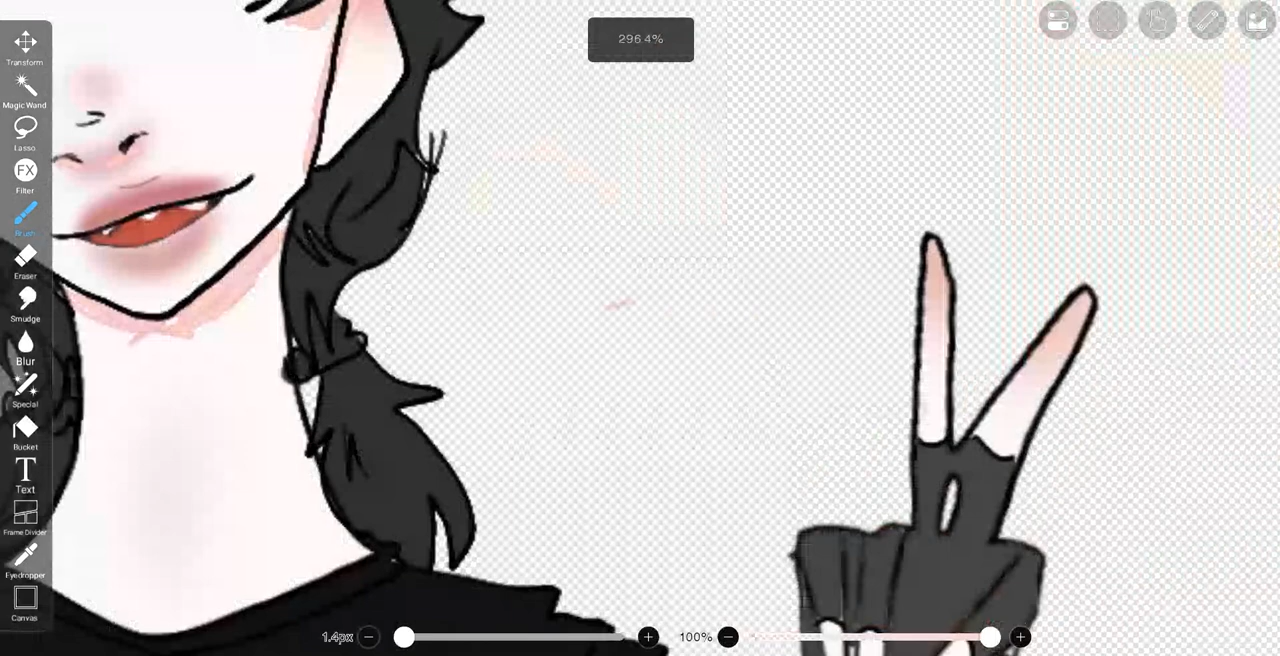 296.4%
Transform
Magic Wand
Lasso
FX
Filter
Brush
Eraser
Smudge
Blur
Special
Bucket
T
Text
Frame Divider
Eyedropper
Canvas
1.4px
100%